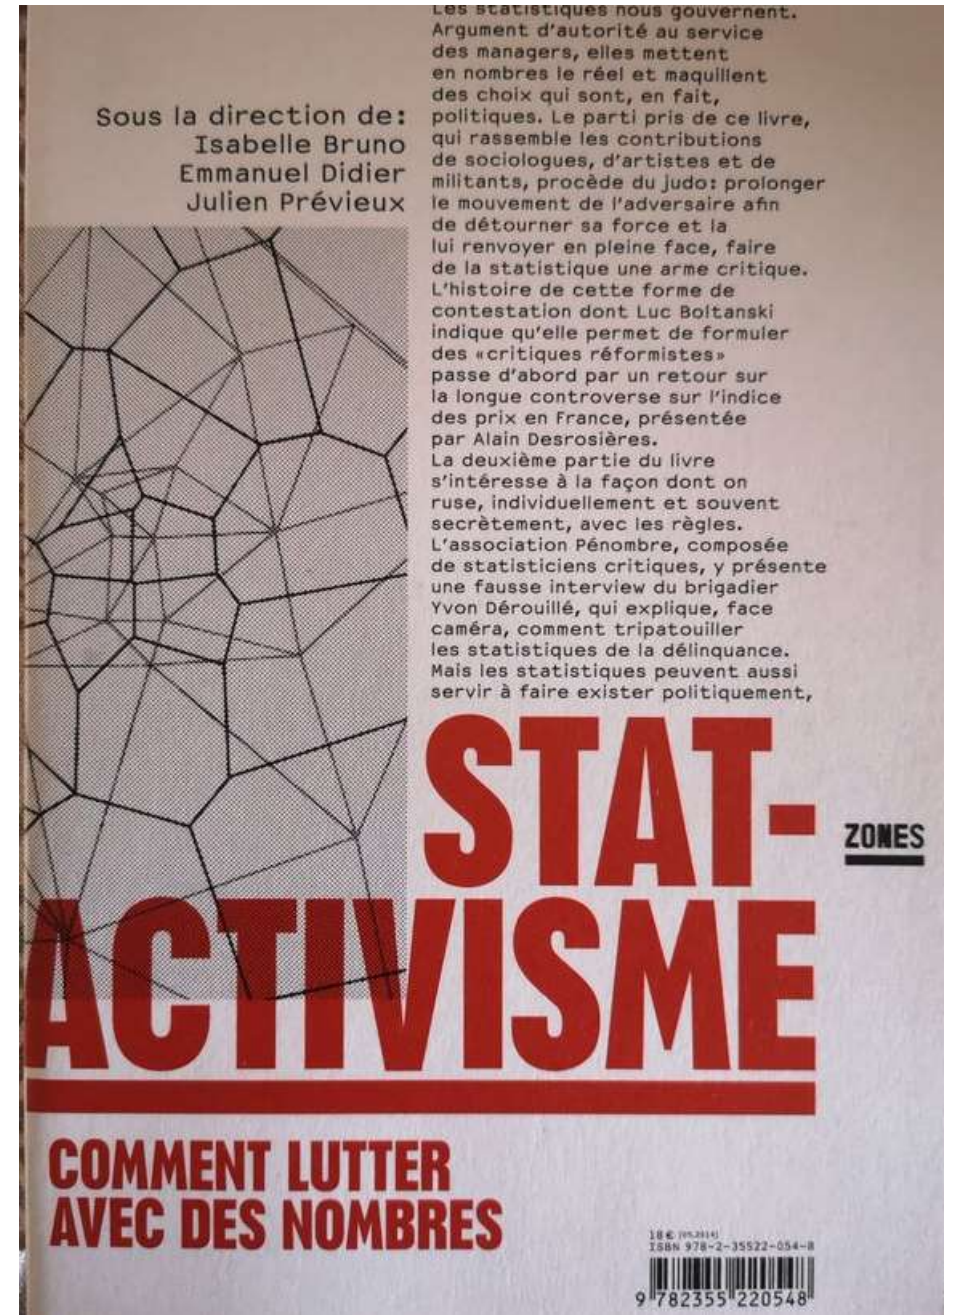 Sous la direction de:
Isabelle Bruno
Emmanuel Didier
Julien Prévieux
Les statistiques nous gouvernent.
Argument d'autorité au service
des managers, elles mettent
en nombres le réel et maquillent
des choix qui sont, en fait,
politiques. Le parti pris de ce livre,
qui rassemble les contributions
de sociologues, d'artistes et de
militants, procède du judo: prolonger
le mouvement de l'adversaire afin
de détourner sa force et la
lui renvoyer en pleine face, faire
de la statistique une arme critique.
L'histoire de cette forme de
contestation dont Luc Boltanski
indique qu'elle permet de formuler
des «critiques réformistes»
passe d'abord par un retour sur
la longue controverse sur l'indice
des prix en France, présentée
par Alain Desrosières.
La deuxième partie du livre
s'intéresse à la façon dont on
ruse, individuellement et souvent
secrètement, avec les règles.
L'association Pénombre, composée
de statisticiens critiques, y présente
une fausse interview du brigadier
Yvon Dérouillé, qui explique, face
caméra, comment tripatouiller
les statistiques de la délinquance.
Mais les statistiques peuvent aussi
servir à faire exister politiquement,
STAT-
ACTIVISME
ZONES
COMMENT LUTTER
AVEC DES NOMBRES
18 € [05.2014]
ISBN 978-2-35522-054-8
9 782355 220548